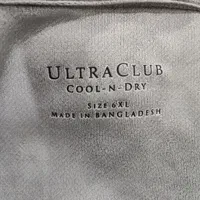 ULTRACLUB
COOL-N-DRY
SIZE 6XL
MADE IN BANGLADESH